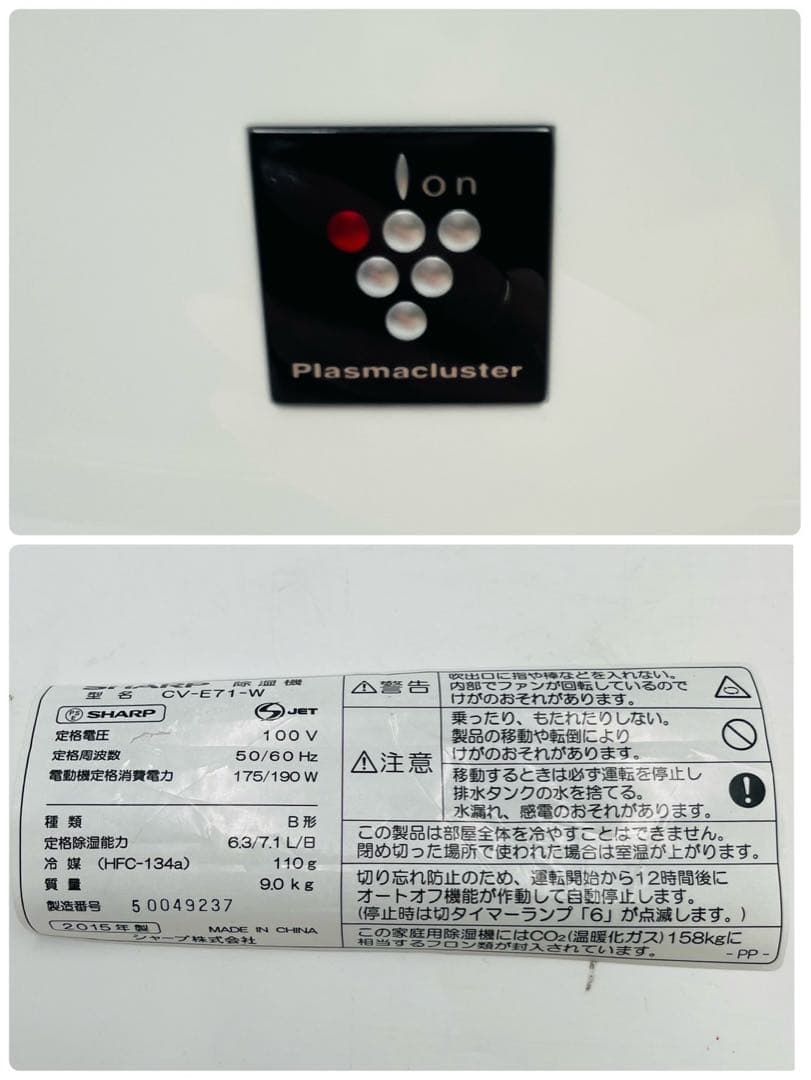 Ion
Plasmacluster
SHARP 除湿機
型名 CV-E71-W
PSE SHARP JET
定格電圧 100V
定格周波数 50/60Hz
電動機定格消費電力 175/190W
種類 B形
定格除湿能力 6.3/7.1L/日
冷媒 (HFC-134a) 110g
質量 9.0kg
製造番号 50049237
2015年製 MADE IN CHINA
シャープ株式会社
⚠警告
吹出口に指や棒などを入れない。
内部でファンが回転しているので
けがのおそれがあります。
⚠注意
乗ったり、もたれたりしない。
製品の移動や転倒により
けがのおそれがあります。
移動するときは必ず運転を停止し
排水タンクの水を捨てる。
水漏れ、感電のおそれがあります。
この製品は部屋全体を冷やすことはできません。
閉め切った場所で使われた場合は室温が上がります。
切り忘れ防止のため、運転開始から12時間後に
オートオフ機能が作動して自動停止します。
(停止時は切タイマーランプ「6」が点滅します。)
この家庭用除湿機にはCO₂(温暖化ガス)158kgに
相当するフロン類が封入されています。
-PP-